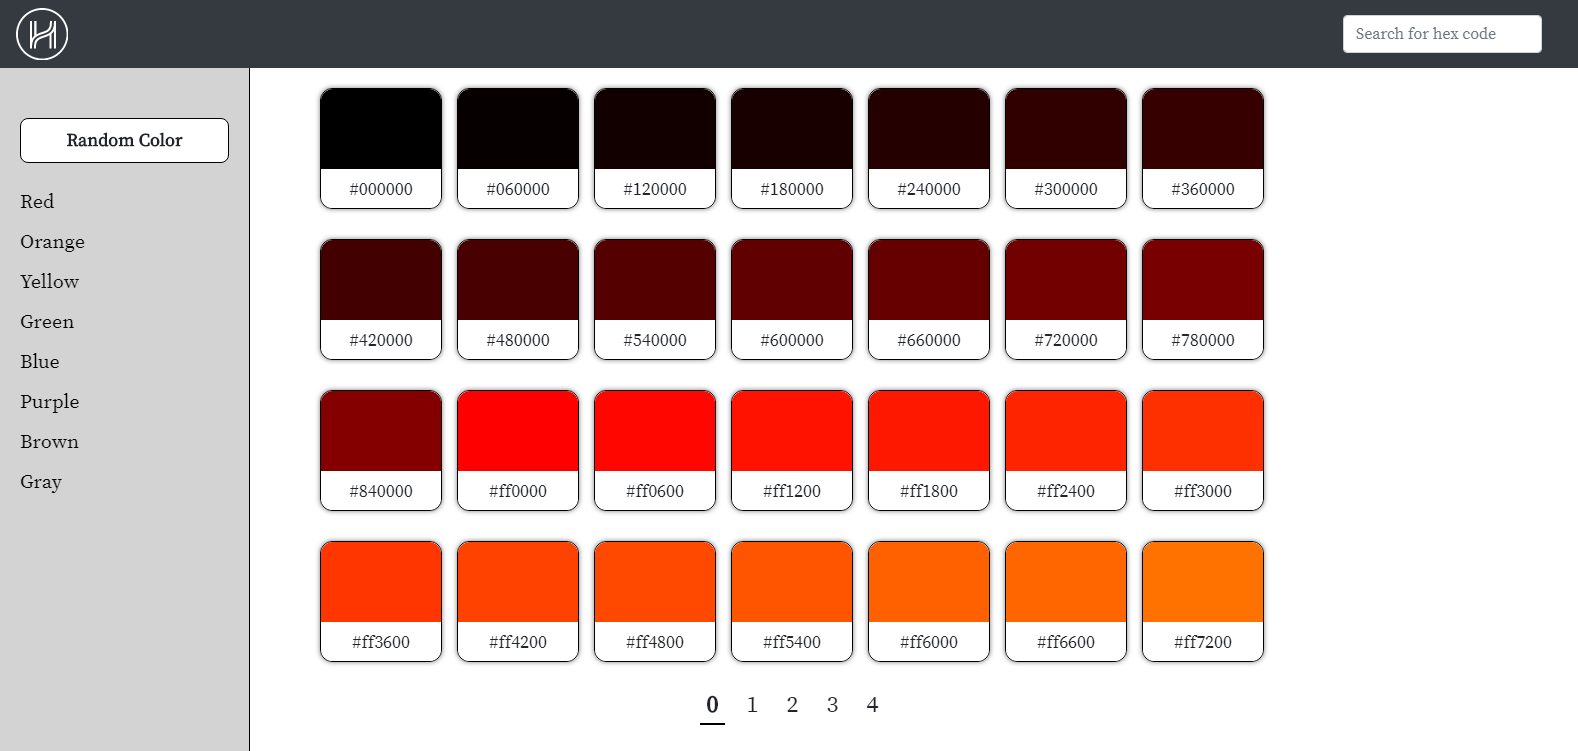 Search for hex code
Random Color
Red
Orange
Yellow
Green
Blue
Purple
Brown
Gray
#000000 #060000 #120000 #180000 #240000 #300000 #360000
#420000 #480000 #540000 #600000 #660000 #720000 #780000
#840000 #ff0000 #ff0600 #ff1200 #ff1800 #ff2400 #ff3000
#ff3600 #ff4200 #ff4800 #ff5400 #ff6000 #ff6600 #ff7200
0 1 2 3 4